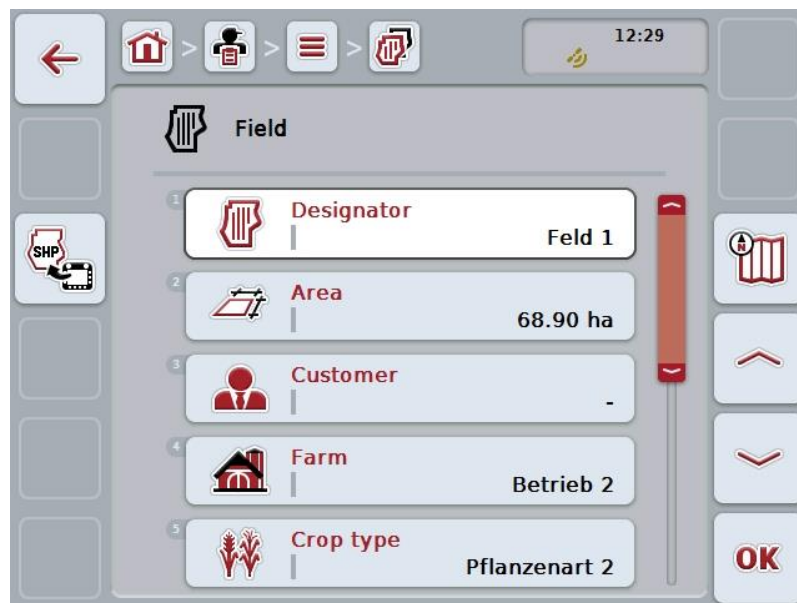 12:29
Field
1
Designator
Feld 1
SHP
N
2
Area
68.90 ha
3
Customer
-
4
Farm
Betrieb 2
5
Crop type
Pflanzenart 2
OK